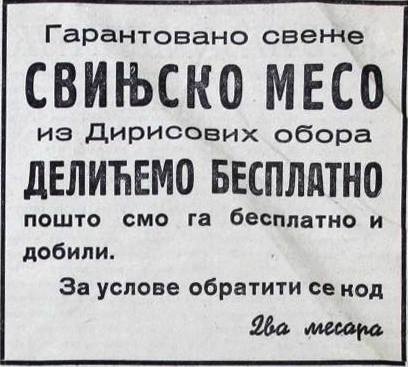 Гарантовано свеже
СВИЊСКО МЕСО
из Дирисових обора
ДЕЛИЋЕМО БЕСПЛАТНО
пошто смо га бесплатно и
добили.
За услове обратити се код
Два месара